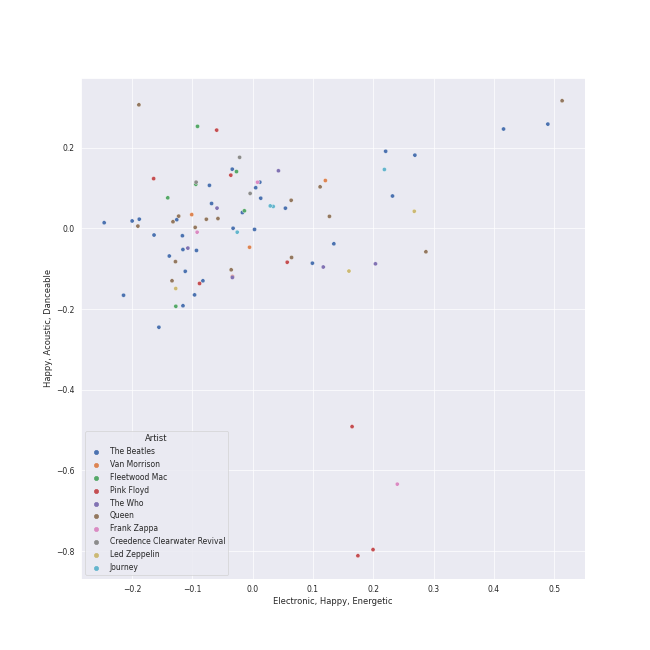 0.2
0.0
−0.2
−0.4
−0.6
−0.8
Happy, Acoustic, Danceable
Artist
The Beatles
Van Morrison
Fleetwood Mac
Pink Floyd
The Who
Queen
Frank Zappa
Creedence Clearwater Revival
Led Zeppelin
Journey
−0.2 −0.1 0.0 0.1 0.2 0.3 0.4 0.5
Electronic, Happy, Energetic